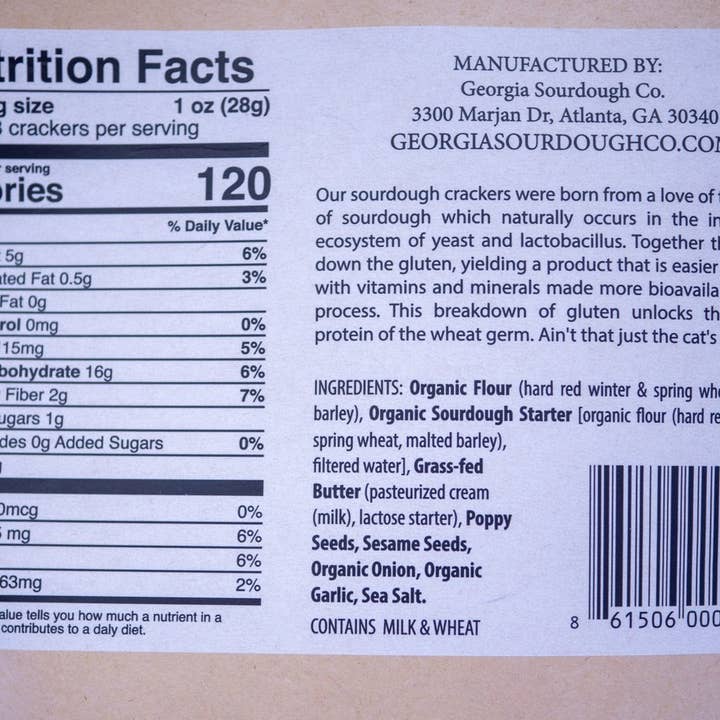 trition Facts
g size 1 oz (28g)
crackers per serving
serving
ories 120
% Daily Value*
5g 6%
ated Fat 0.5g 3%
Fat 0g
rol 0mg 0%
15mg 5%
bohydrate 16g 6%
Fiber 2g 7%
ugars 1g
des 0g Added Sugars 0%
0mcg 0%
mg 6%
6%
63mg 2%
alue tells you how much a nutrient in a
contributes to a daly diet.
MANUFACTURED BY:
Georgia Sourdough Co.
3300 Marjan Dr, Atlanta, GA 30340
GEORGIASOURDOUGHCO.COM
Our sourdough crackers were born from a love of
of sourdough which naturally occurs in the in
ecosystem of yeast and lactobacillus. Together th
down the gluten, yielding a product that is easier
with vitamins and minerals made more bioavaila
process. This breakdown of gluten unlocks th
protein of the wheat germ. Ain't that just the cat's
INGREDIENTS: Organic Flour (hard red winter & spring whe
barley), Organic Sourdough Starter [organic flour (hard re
spring wheat, malted barley),
filtered water], Grass-fed
Butter (pasteurized cream
(milk), lactose starter), Poppy
Seeds, Sesame Seeds,
Organic Onion, Organic
Garlic, Sea Salt.
CONTAINS MILK & WHEAT
8 61506 000